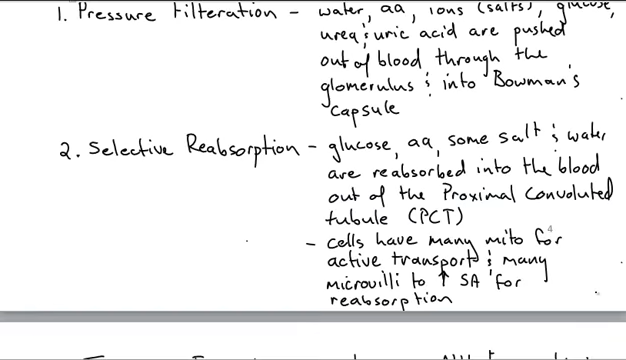 1. Pressure Filteration - water, aa, ions (salts), glucose,
urea & uric acid are pushed
out of blood through the
glomerulus & into Bowman's
capsule
2. Selective Reabsorption - glucose, aa, some salt & water
are reabsorbed into the blood
out of the Proximal Convoluted
tubule (PCT)
- cells have many mito for
4
active transport & many
microvilli to ↑ SA for
reabsorption